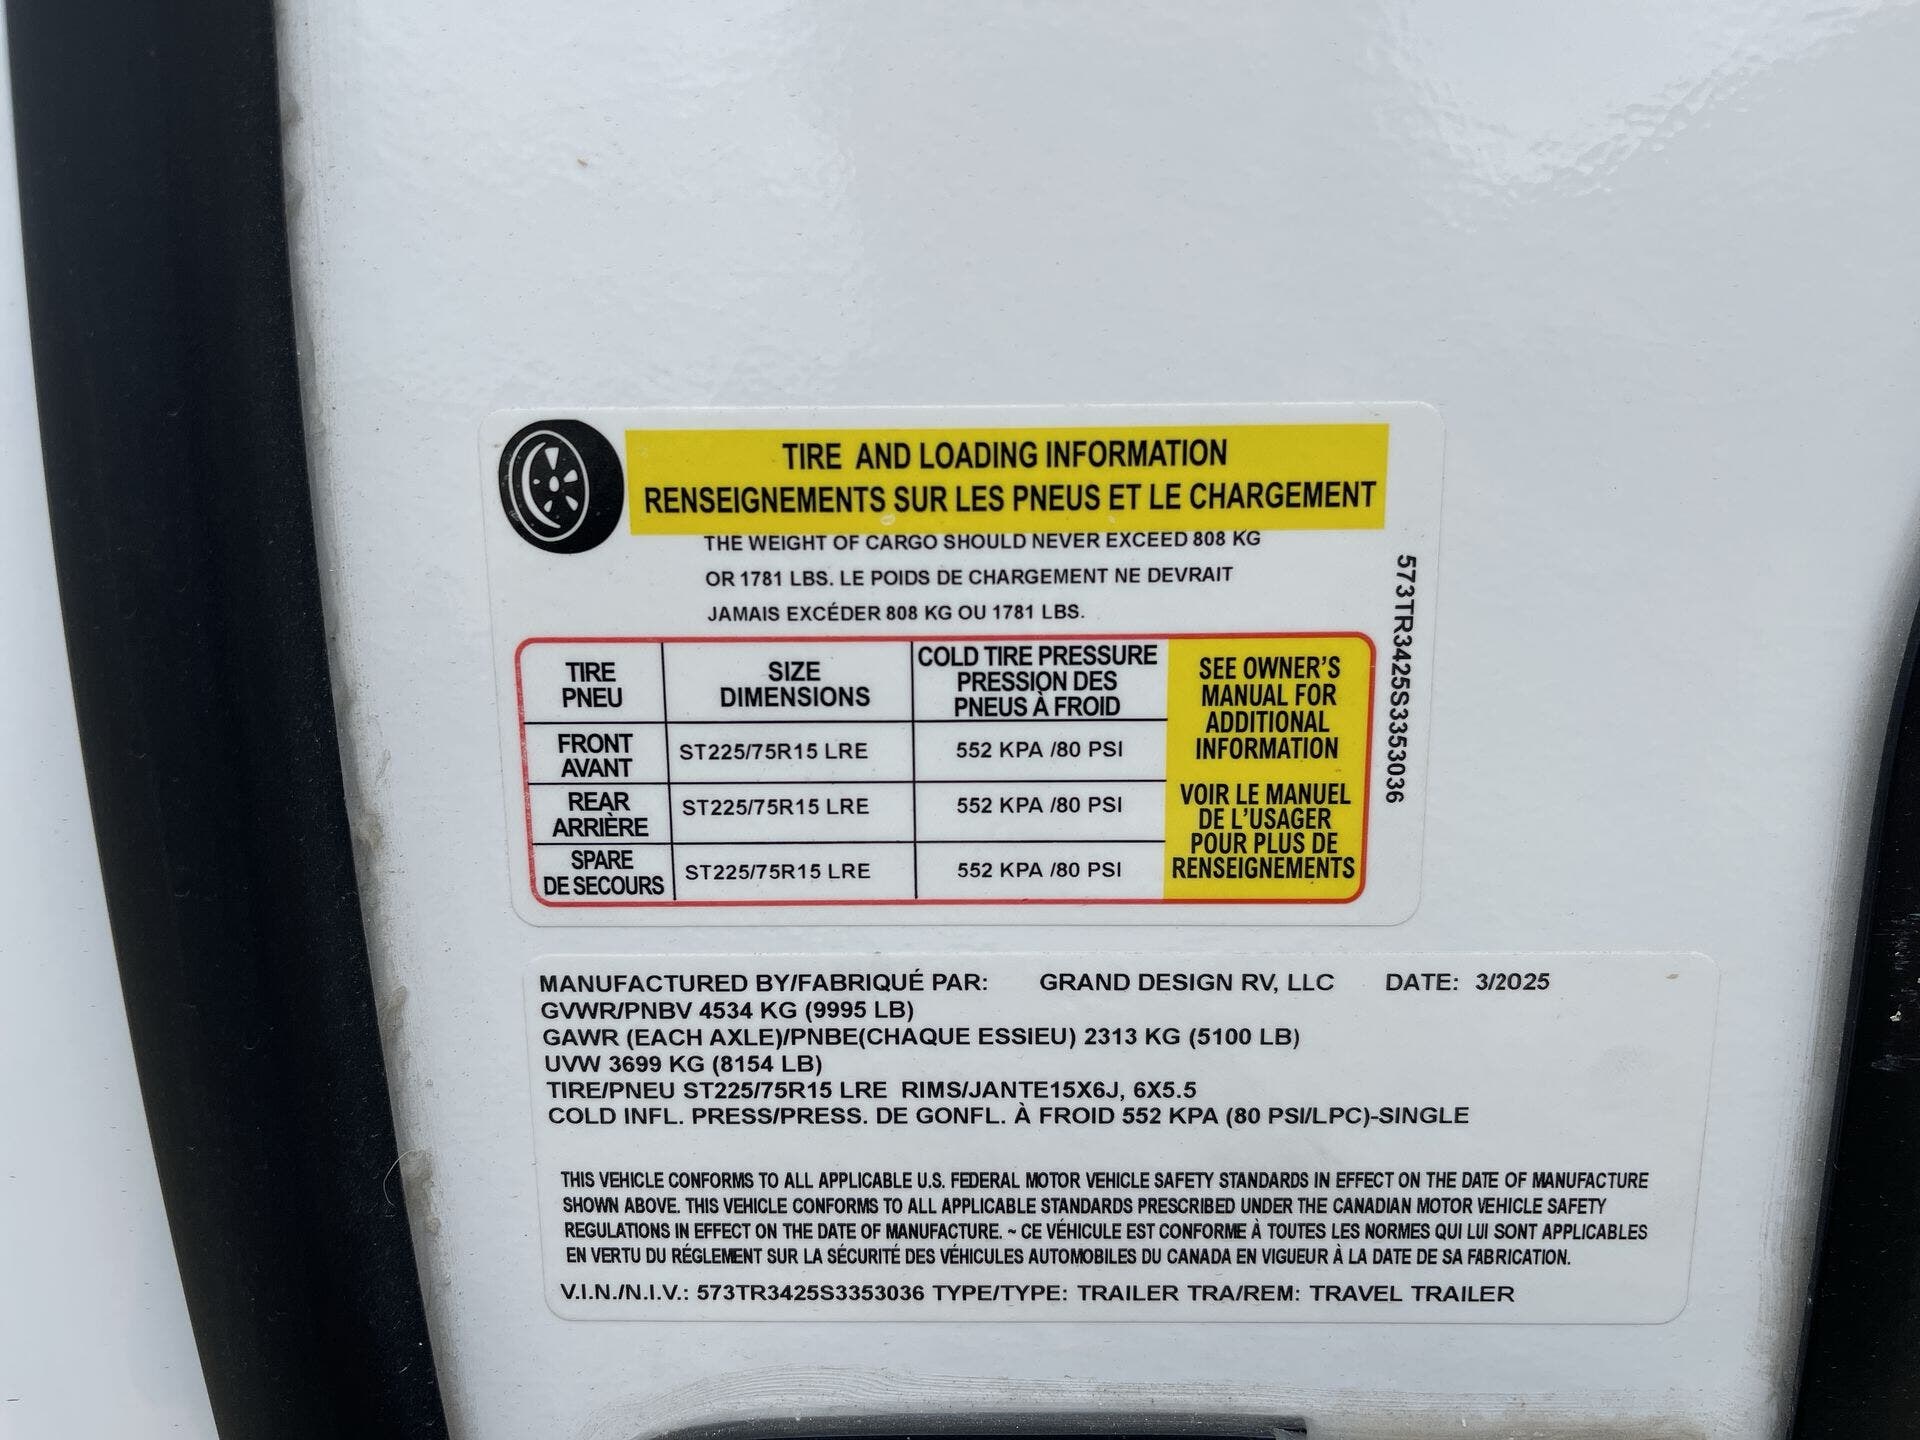 TIRE AND LOADING INFORMATION
RENSEIGNEMENTS SUR LES PNEUS ET LE CHARGEMENT
THE WEIGHT OF CARGO SHOULD NEVER EXCEED 808 KG
OR 1781 LBS. LE POIDS DE CHARGEMENT NE DEVRAIT
JAMAIS EXCÉDER 808 KG OU 1781 LBS.
TIRE
PNEU
SIZE
DIMENSIONS
COLD TIRE PRESSURE
PRESSION DES
PNEUS À FROID
FRONT
AVANT
ST225/75R15 LRE
552 KPA /80 PSI
REAR
ARRIÈRE
ST225/75R15 LRE
552 KPA /80 PSI
SPARE
DE SECOURS
ST225/75R15 LRE
552 KPA /80 PSI
SEE OWNER'S
MANUAL FOR
ADDITIONAL
INFORMATION
VOIR LE MANUEL
DE L'USAGER
POUR PLUS DE
RENSEIGNEMENTS
573TR3425S3353036
MANUFACTURED BY/FABRIQUÉ PAR: GRAND DESIGN RV, LLC DATE: 3/2025
GVWR/PNBV 4534 KG (9995 LB)
GAWR (EACH AXLE)/PNBE(CHAQUE ESSIEU) 2313 KG (5100 LB)
UVW 3699 KG (8154 LB)
TIRE/PNEU ST225/75R15 LRE RIMS/JANTE15X6J, 6X5.5
COLD INFL. PRESS/PRESS. DE GONFL. À FROID 552 KPA (80 PSI/LPC)-SINGLE
THIS VEHICLE CONFORMS TO ALL APPLICABLE U.S. FEDERAL MOTOR VEHICLE SAFETY STANDARDS IN EFFECT ON THE DATE OF MANUFACTURE
SHOWN ABOVE. THIS VEHICLE CONFORMS TO ALL APPLICABLE STANDARDS PRESCRIBED UNDER THE CANADIAN MOTOR VEHICLE SAFETY
REGULATIONS IN EFFECT ON THE DATE OF MANUFACTURE. ~ CE VÉHICULE EST CONFORME À TOUTES LES NORMES QUI LUI SONT APPLICABLES
EN VERTU DU RÉGLEMENT SUR LA SÉCURITÉ DES VÉHICULES AUTOMOBILES DU CANADA EN VIGUEUR À LA DATE DE SA FABRICATION.
V.I.N./N.I.V.: 573TR3425S3353036 TYPE/TYPE: TRAILER TRA/REM: TRAVEL TRAILER